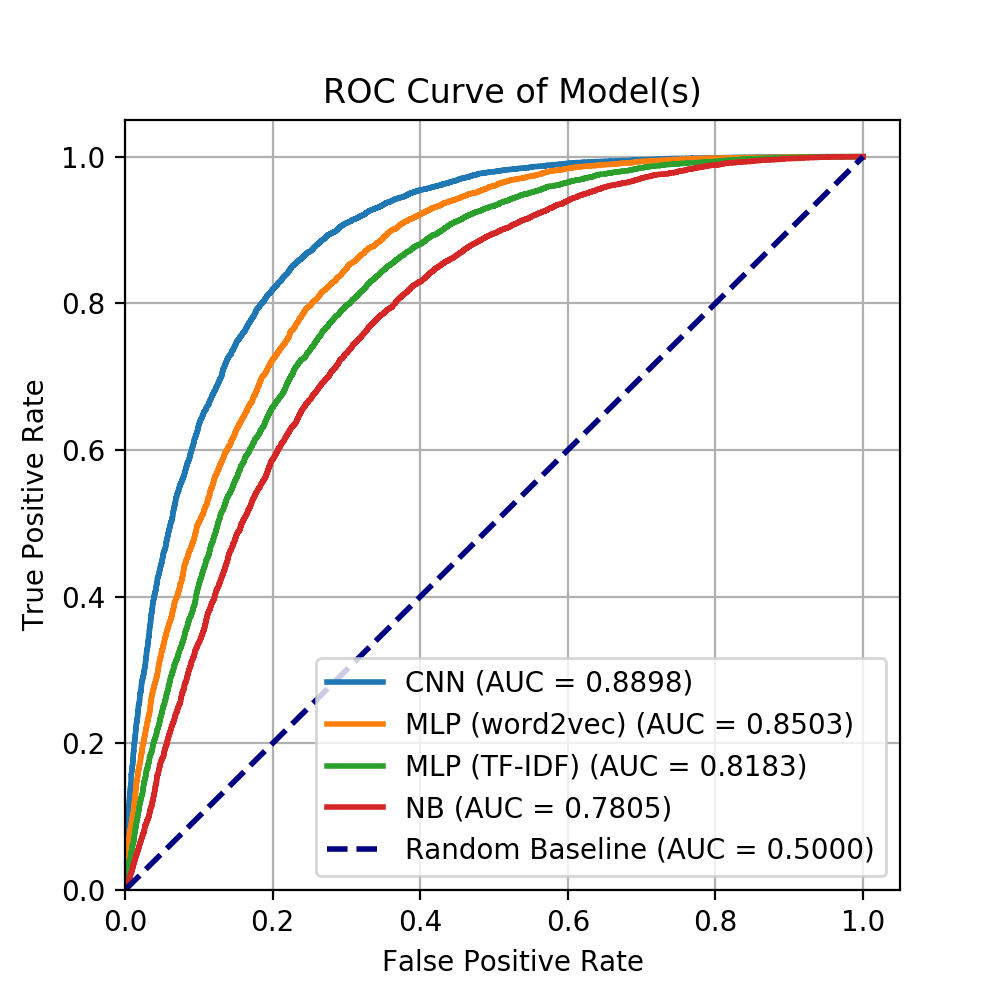 ROC Curve of Model(s)
True Positive Rate
1.0
0.8
0.6
0.4
0.2
0.0
CNN (AUC = 0.8898)
MLP (word2vec) (AUC = 0.8503)
MLP (TF-IDF) (AUC = 0.8183)
NB (AUC = 0.7805)
Random Baseline (AUC = 0.5000)
0.0 0.2 0.4 0.6 0.8 1.0
False Positive Rate